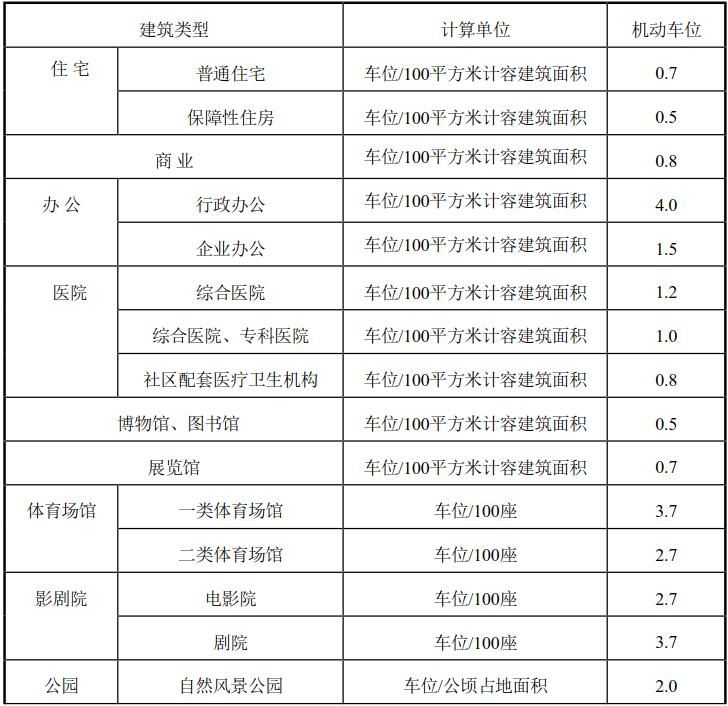 建筑类型 计算单位 机动车位
住 宅 普通住宅 车位/100平方米计容建筑面积 0.7
保障性住房 车位/100平方米计容建筑面积 0.5
商 业 车位/100平方米计容建筑面积 0.8
办 公 行政办公 车位/100平方米计容建筑面积 4.0
企业办公 车位/100平方米计容建筑面积 1.5
医院 综合医院 车位/100平方米计容建筑面积 1.2
综合医院、专科医院 车位/100平方米计容建筑面积 1.0
社区配套医疗卫生机构 车位/100平方米计容建筑面积 0.8
博物馆、图书馆 车位/100平方米计容建筑面积 0.5
展览馆 车位/100平方米计容建筑面积 0.7
体育场馆 一类体育场馆 车位/100座 3.7
二类体育场馆 车位/100座 2.7
影剧院 电影院 车位/100座 2.7
剧院 车位/100座 3.7
公园 自然风景公园 车位/公顷占地面积 2.0